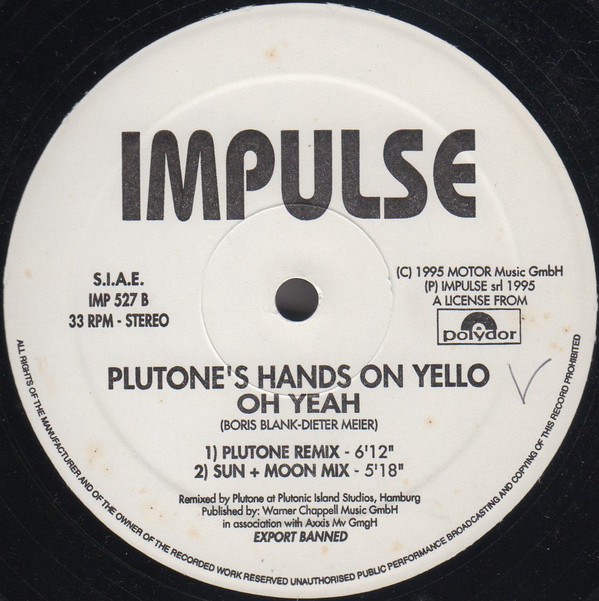 IMPULSE
S.I.A.E.
IMP 527 B
33 RPM - STEREO
(C) 1995 MOTOR Music GmbH
(P) IMPULSE srl 1995
A LICENSE FROM
polydor
PLUTONE'S HANDS ON YELLO
OH YEAH
(BORIS BLANK-DIETER MEIER)
1) PLUTONE REMIX - 6'12"
2) SUN + MOON MIX - 5'18"
Remixed by Plutone at Plutonic Island Studios, Hamburg
Published by: Warner Chappell Music GmbH
in association with Axxis Mv GmgH
EXPORT BANNED
ALL RIGHTS OF THE MANUFACTURER AND OF THE OWNER OF THE RECORDED WORK RESERVED UNAUTHORISED PUBLIC PERFORMANCE BROADCASTING AND COPYING OF THIS RECORD PROHIBITED